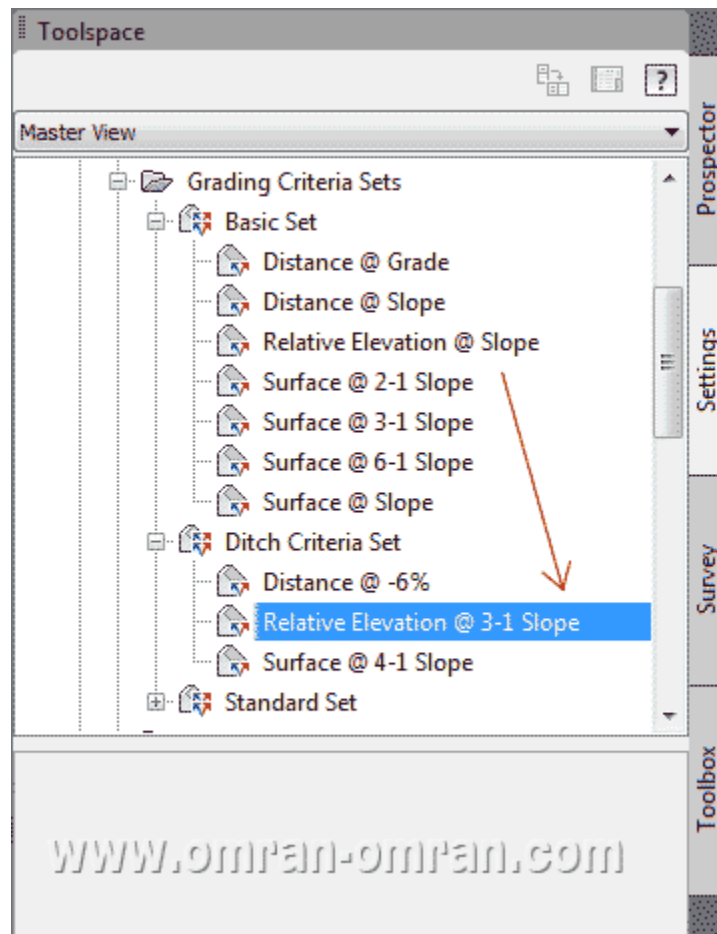 Toolspace
?
Master View
Grading Criteria Sets
Basic Set
Distance @ Grade
Distance @ Slope
Relative Elevation @ Slope
Surface @ 2-1 Slope
Surface @ 3-1 Slope
Surface @ 6-1 Slope
Surface @ Slope
Ditch Criteria Set
Distance @ -6%
Relative Elevation @ 3-1 Slope
Surface @ 4-1 Slope
Standard Set
Prospector
Settings
Survey
Toolbox
www.omran-omran.com